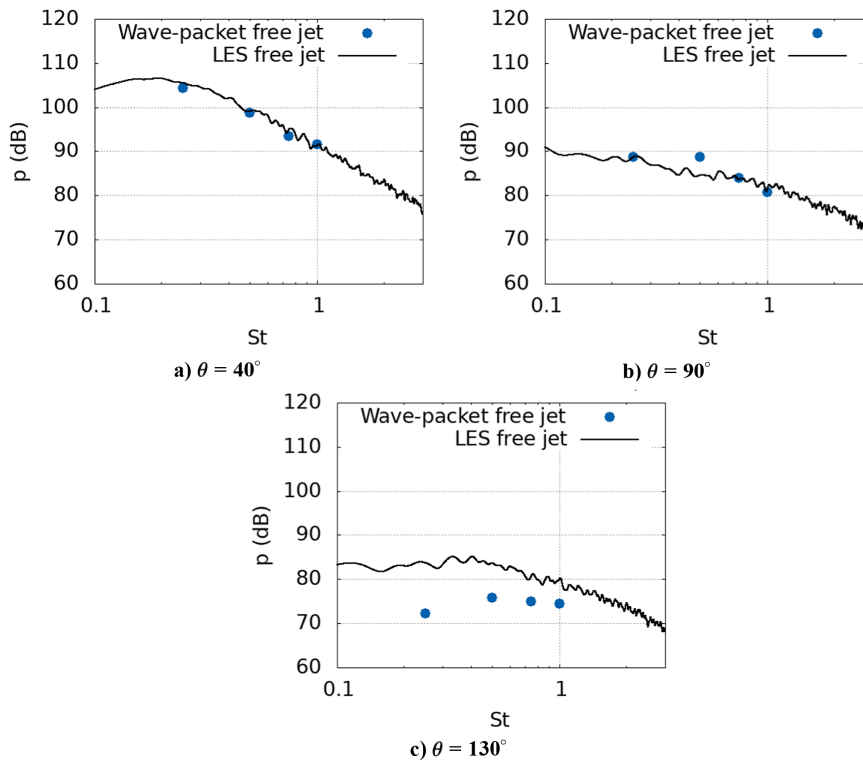 120
110
100
90
80
70
60
p (dB)
Wave-packet free jet
LES free jet
0.1
1
St
a) θ = 40°
120
110
100
90
80
70
60
p (dB)
Wave-packet free jet
LES free jet
0.1
1
St
b) θ = 90°
120
110
100
90
80
70
60
p (dB)
Wave-packet free jet
LES free jet
0.1
1
St
c) θ = 130°